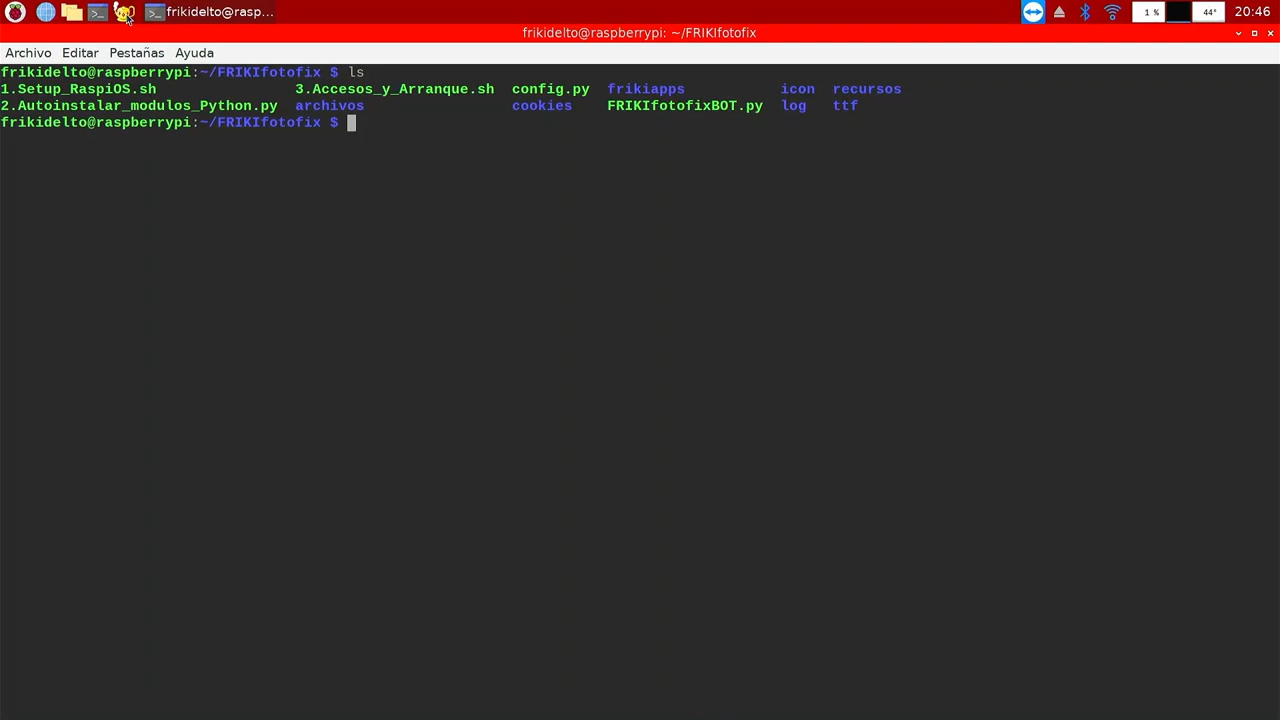 frikidelto@rasp... 1 % 44° 20:46
frikidelto@raspberrypi: ~/FRIKIfotofix
Archivo Editar Pestañas Ayuda
frikidelto@raspberrypi:~/FRIKIfotofix $ ls
1.Setup_RaspiOS.sh 3.Accesos_y_Arranque.sh config.py frikiapps icon recursos
2.Autoinstalar_modulos_Python.py archivos cookies FRIKIfotofixBOT.py log ttf
frikidelto@raspberrypi:~/FRIKIfotofix $